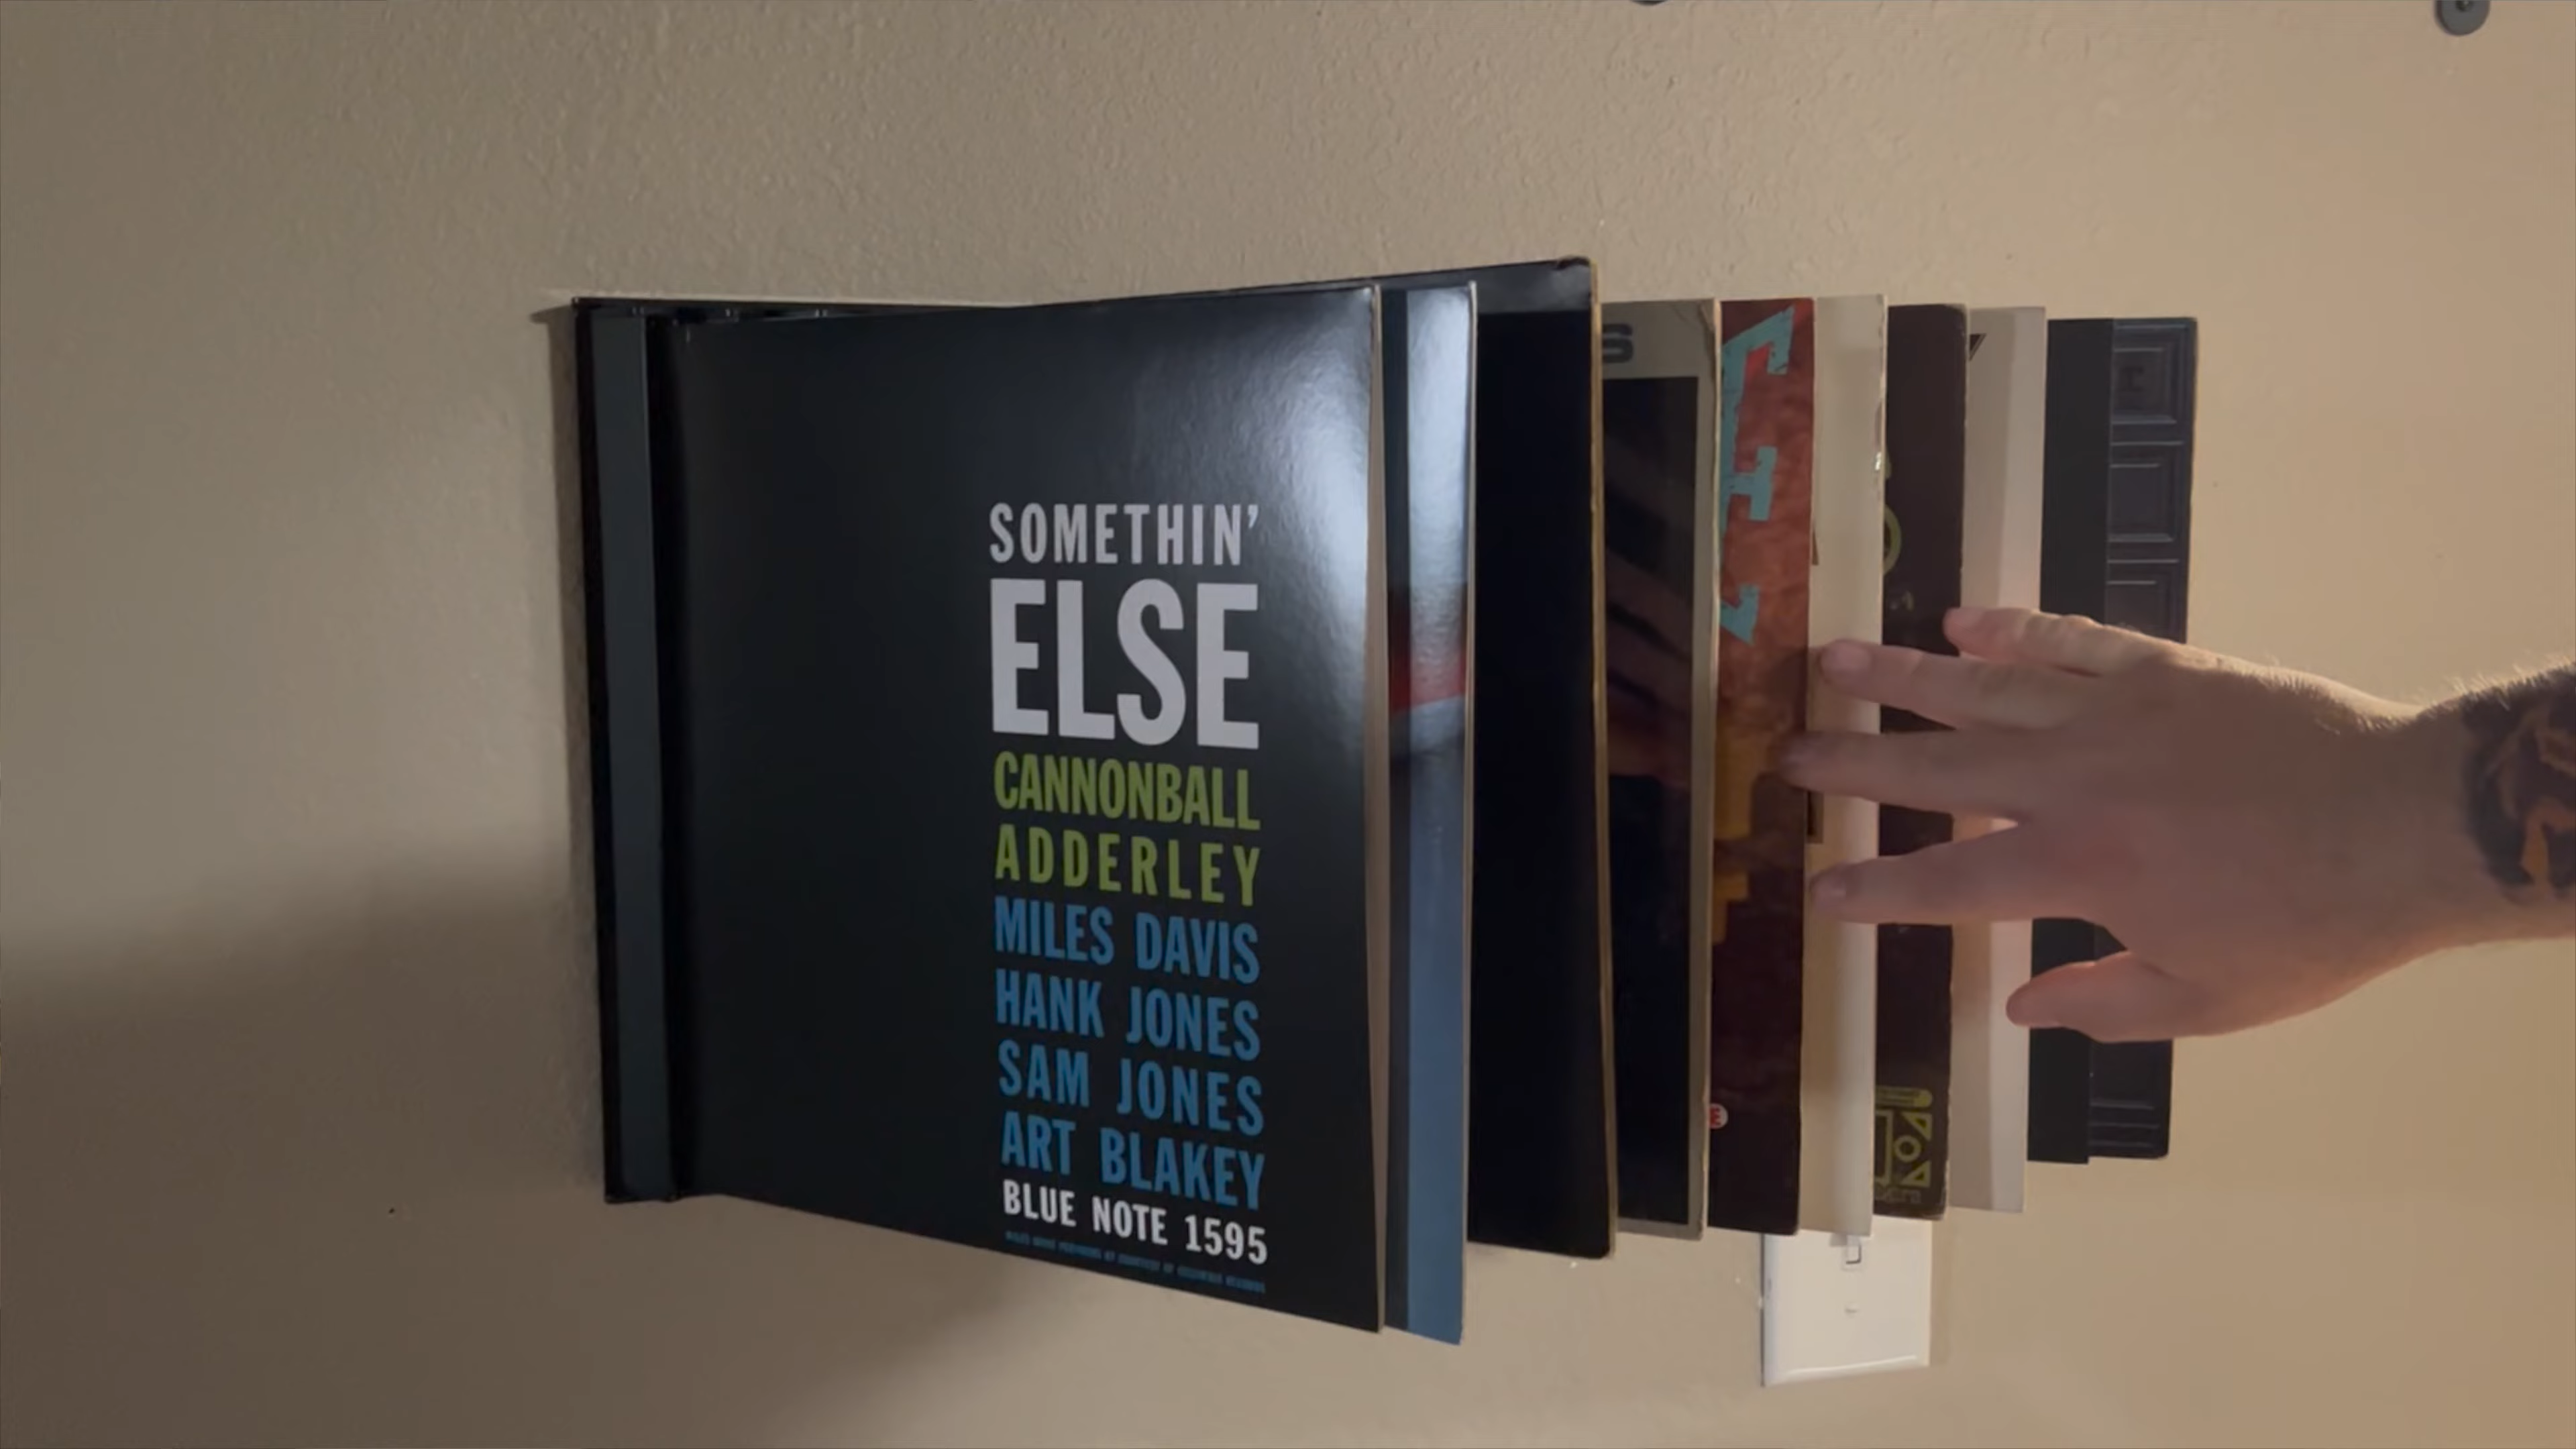 SOMETHIN'
ELSE
CANNONBALL
ADDERLEY
MILES DAVIS
HANK JONES
SAM JONES
ART BLAKEY
BLUE NOTE 1595
S